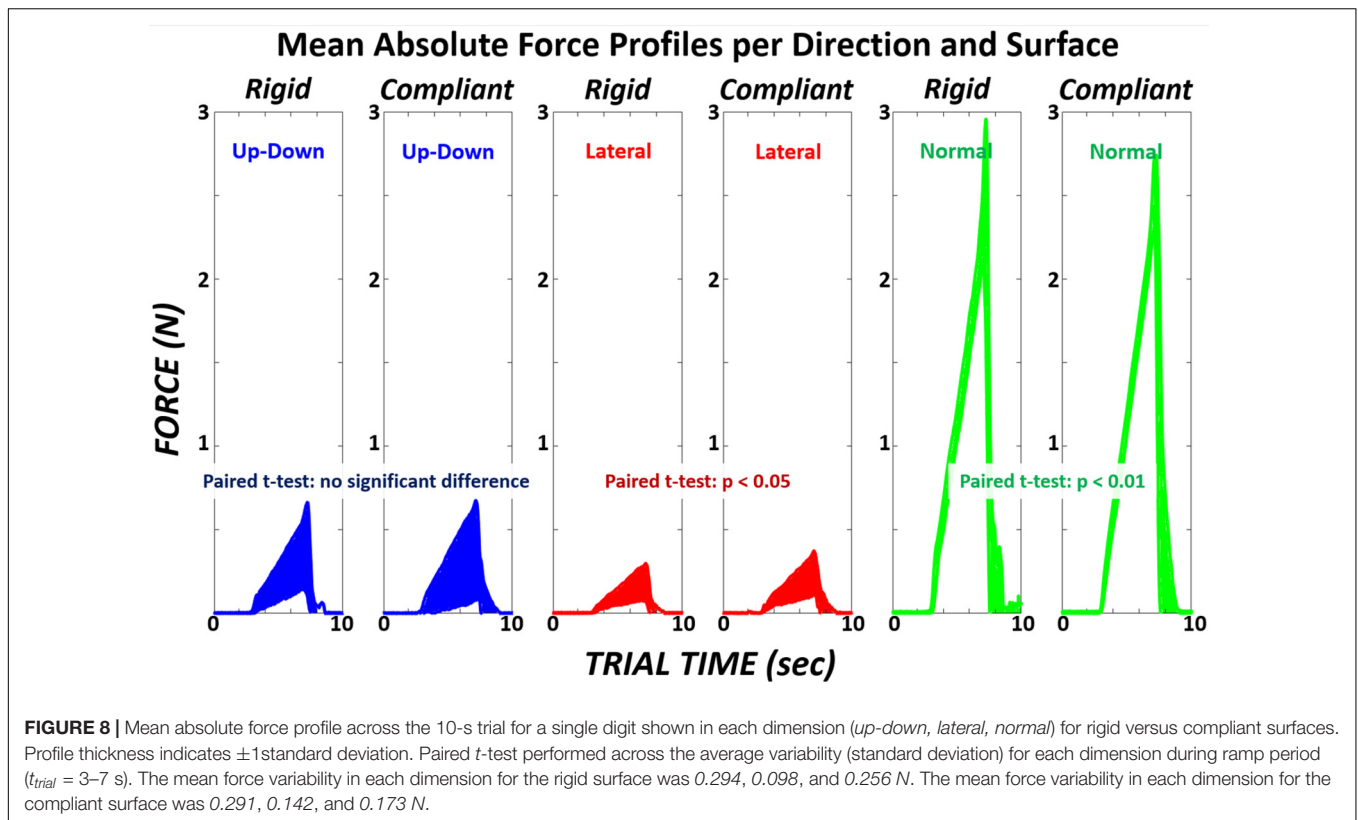 Mean Absolute Force Profiles per Direction and Surface
Rigid Compliant Rigid Compliant Rigid Compliant
3 3 3 3 3 3
Up-Down Up-Down Lateral Lateral Normal Normal
2 2 2 2 2 2
FORCE (N)
1 1 1 1 1 1
Paired t-test: no significant difference Paired t-test: p < 0.05 Paired t-test: p < 0.01
0 10 0 10 0 10 0 10 0 10 0 10
TRIAL TIME (sec)
FIGURE 8 | Mean absolute force profile across the 10-s trial for a single digit shown in each dimension (up-down, lateral, normal) for rigid versus compliant surfaces.
Profile thickness indicates ±1standard deviation. Paired t-test performed across the average variability (standard deviation) for each dimension during ramp period
(t_trial = 3–7 s). The mean force variability in each dimension for the rigid surface was 0.294, 0.098, and 0.256 N. The mean force variability in each dimension for the
compliant surface was 0.291, 0.142, and 0.173 N.